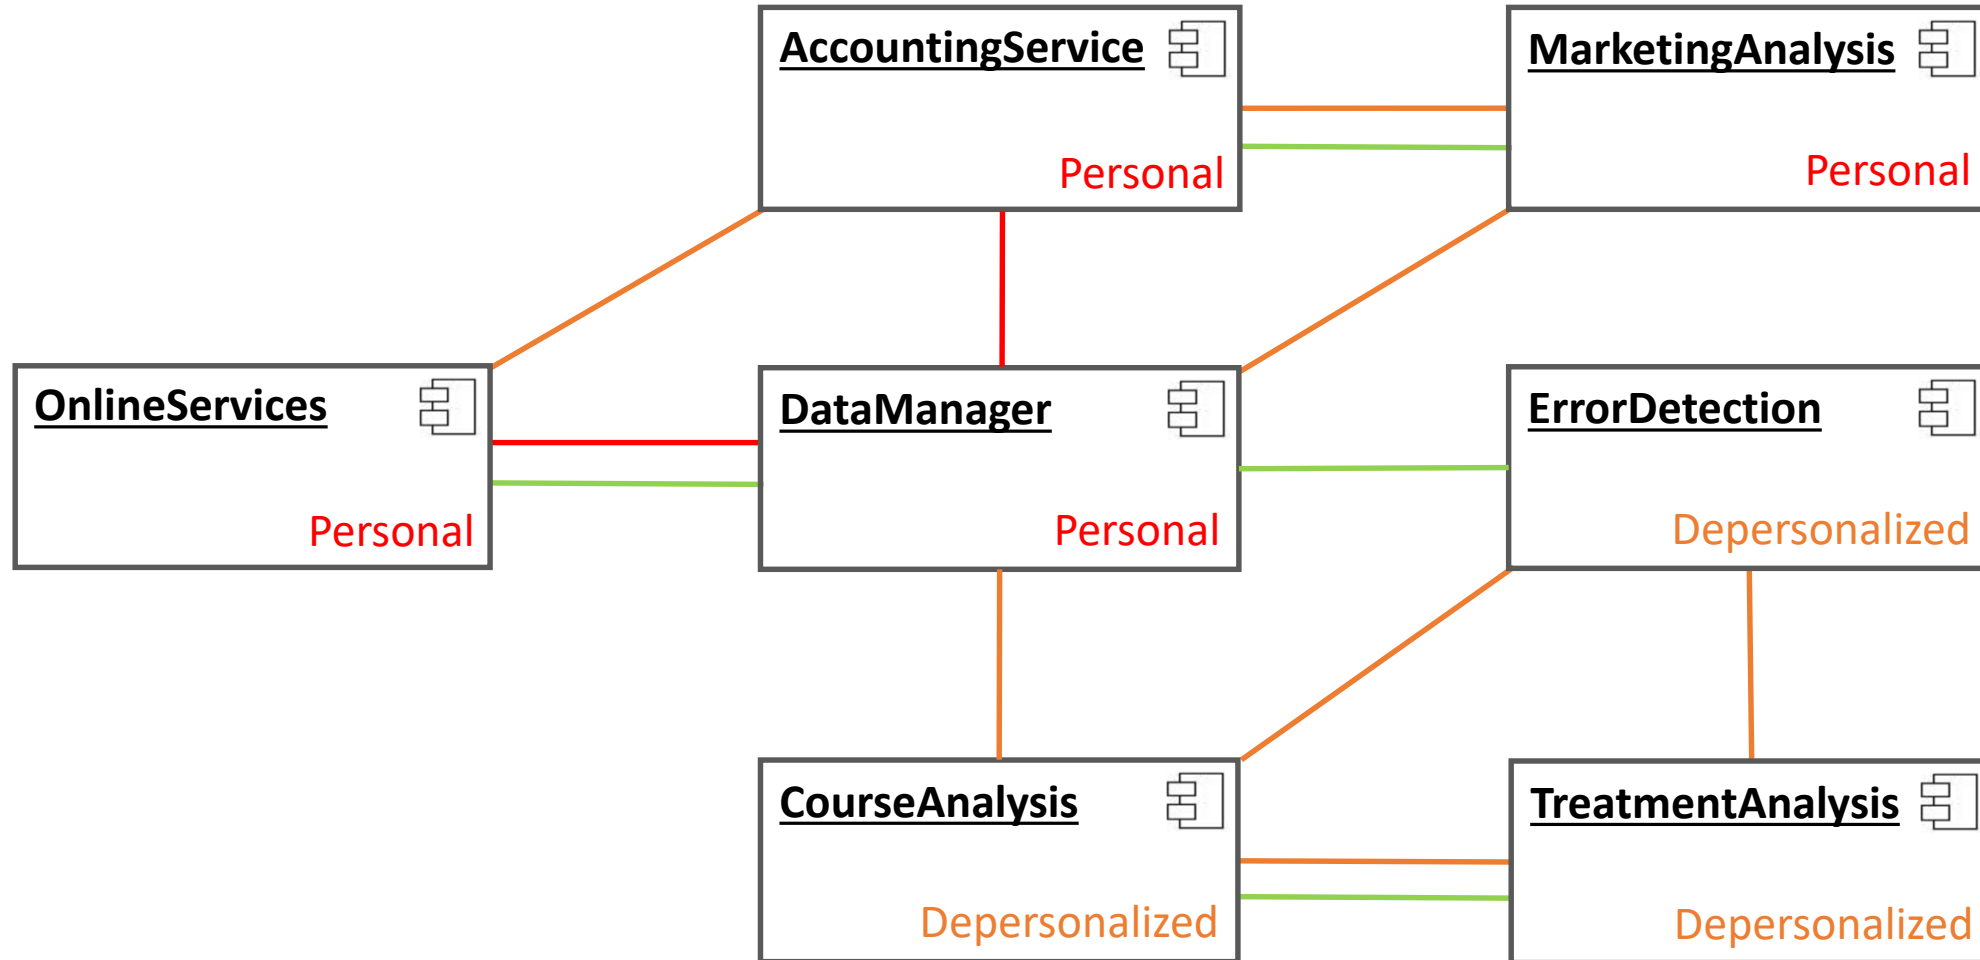 AccountingService
Personal
MarketingAnalysis
Personal
OnlineServices
Personal
DataManager
Personal
ErrorDetection
Depersonalized
CourseAnalysis
Depersonalized
TreatmentAnalysis
Depersonalized